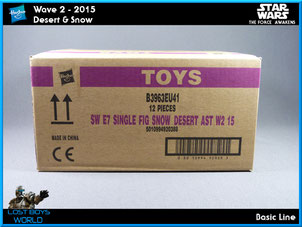 Hasbro
Wave 2 - 2015
Desert & Snow
STAR WARS
THE FORCE AWAKENS
TOYS
B3963EU41
12 PIECES
SW E7 SINGLE FIG SNOW DESERT AST W2 15
5010994930386
MADE IN CHINA
CE
LOST BOYS
WORLD
Basic Line